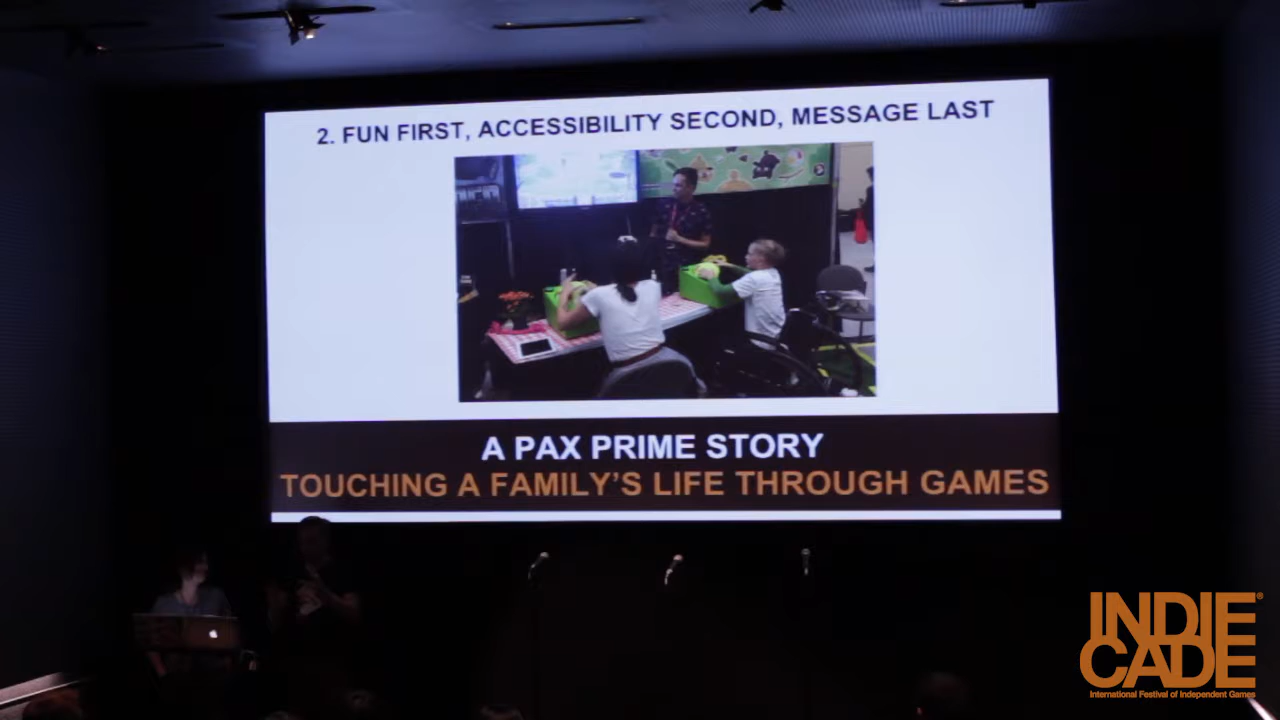 2. FUN FIRST, ACCESSIBILITY SECOND, MESSAGE LAST
A PAX PRIME STORY
TOUCHING A FAMILY'S LIFE THROUGH GAMES
INDIE
CADE®
International Festival of Independent Games